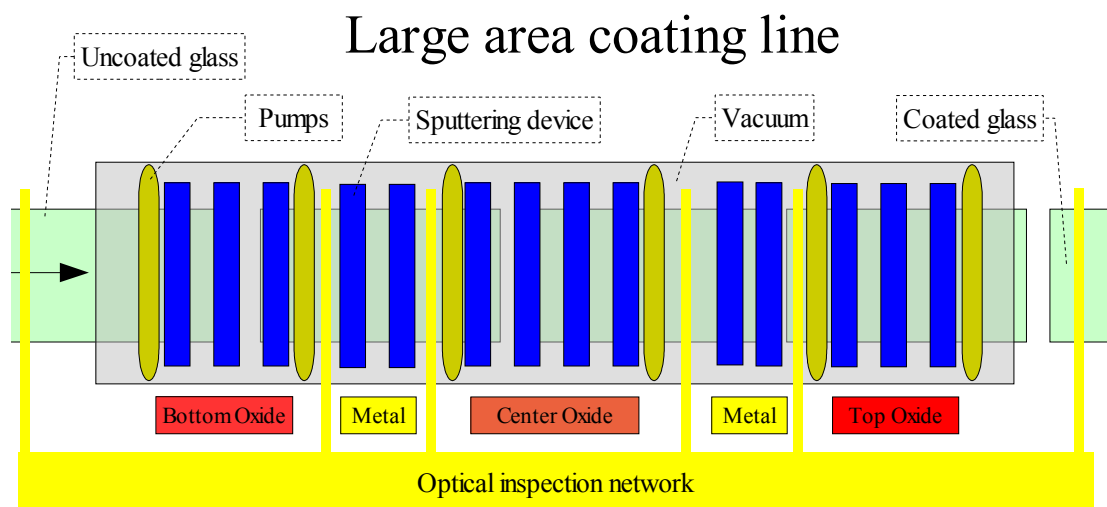 Large area coating line
Uncoated glass
Pumps
Sputtering device
Vacuum
Coated glass
Bottom Oxide
Metal
Center Oxide
Metal
Top Oxide
Optical inspection network